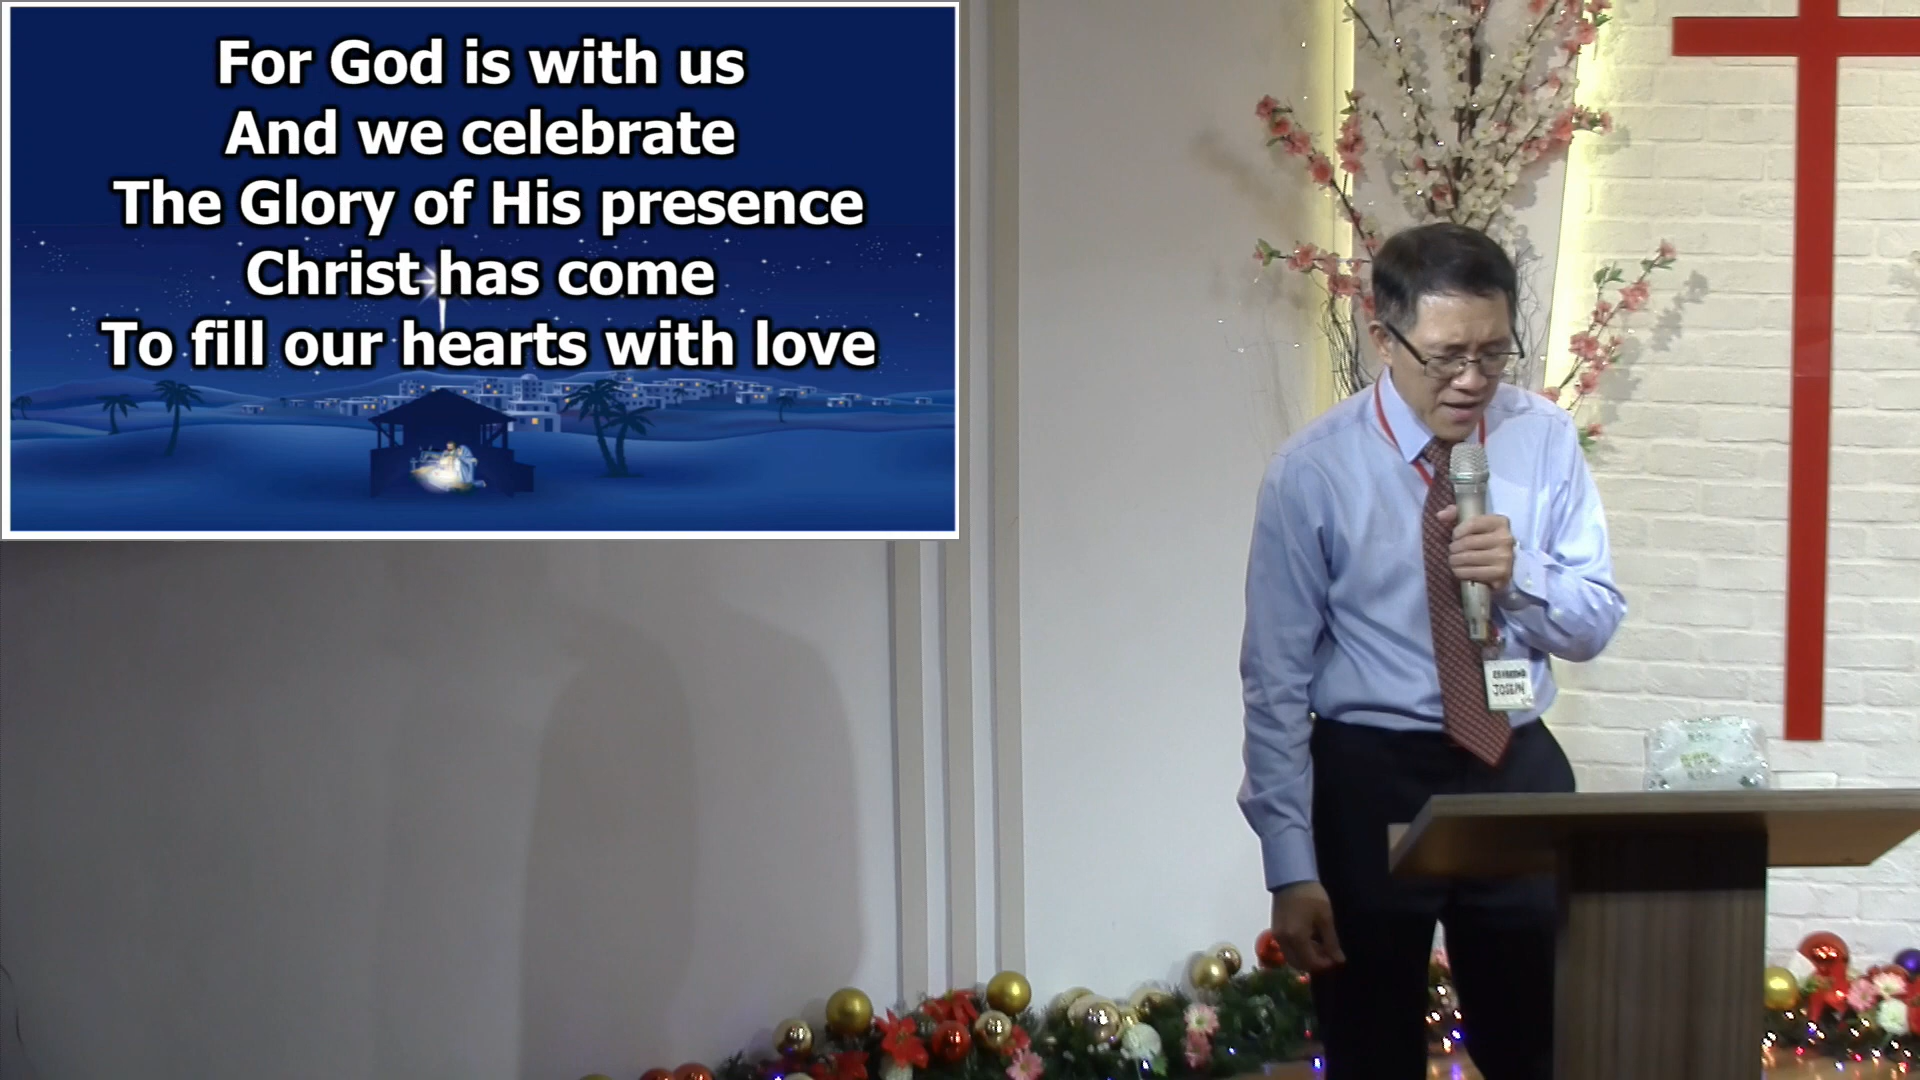 For God is with us
And we celebrate
The Glory of His presence
Christ has come
To fill our hearts with love